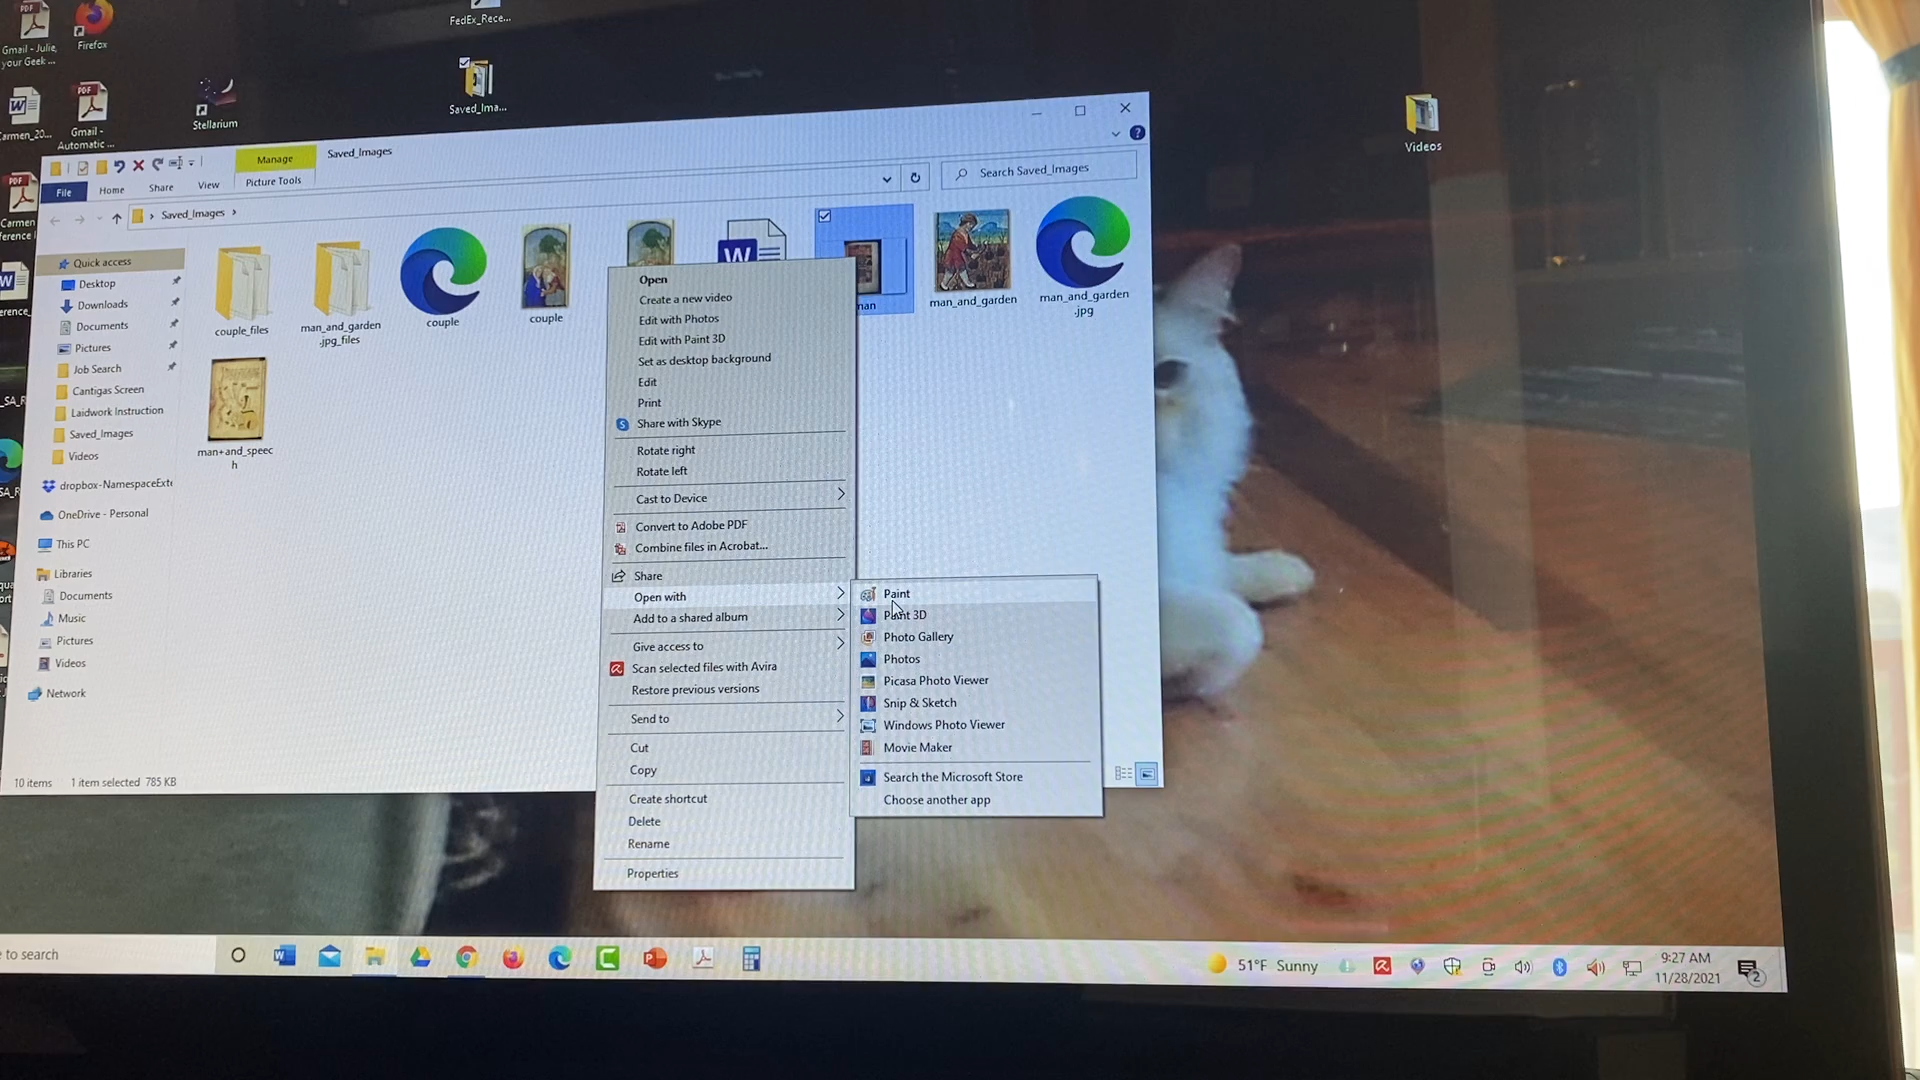 Gmail - Julie,
your Geek ...
Firefox
FedEx_Rece...
Carmen_20...
Gmail -
Automatic ...
Stellarium
Saved_Ima...
Videos
Manage
Saved_Images
File
Home
Share
View
Picture Tools
Saved_Images
Search Saved_Images
Quick access
Desktop
Downloads
Documents
Pictures
Job Search
Cantigas Screen
Laidwork Instruction
Saved_Images
Videos
dropbox-NamespaceExte
OneDrive - Personal
This PC
Libraries
Documents
Music
Pictures
Videos
Network
couple_files
man_and_garden
.jpg_files
couple
couple
man
man_and_garden
man_and_garden
.jpg
man+and_speec
h
Open
Create a new video
Edit with Photos
Edit with Paint 3D
Set as desktop background
Edit
Print
Share with Skype
Rotate right
Rotate left
Cast to Device
Convert to Adobe PDF
Combine files in Acrobat...
Share
Open with
Add to a shared album
Give access to
Scan selected files with Avira
Restore previous versions
Send to
Cut
Copy
Create shortcut
Delete
Rename
Properties
Paint
Paint 3D
Photo Gallery
Photos
Picasa Photo Viewer
Snip & Sketch
Windows Photo Viewer
Movie Maker
Search the Microsoft Store
Choose another app
10 items 1 item selected 785 KB
to search
51°F Sunny
9:27 AM
11/28/2021
2